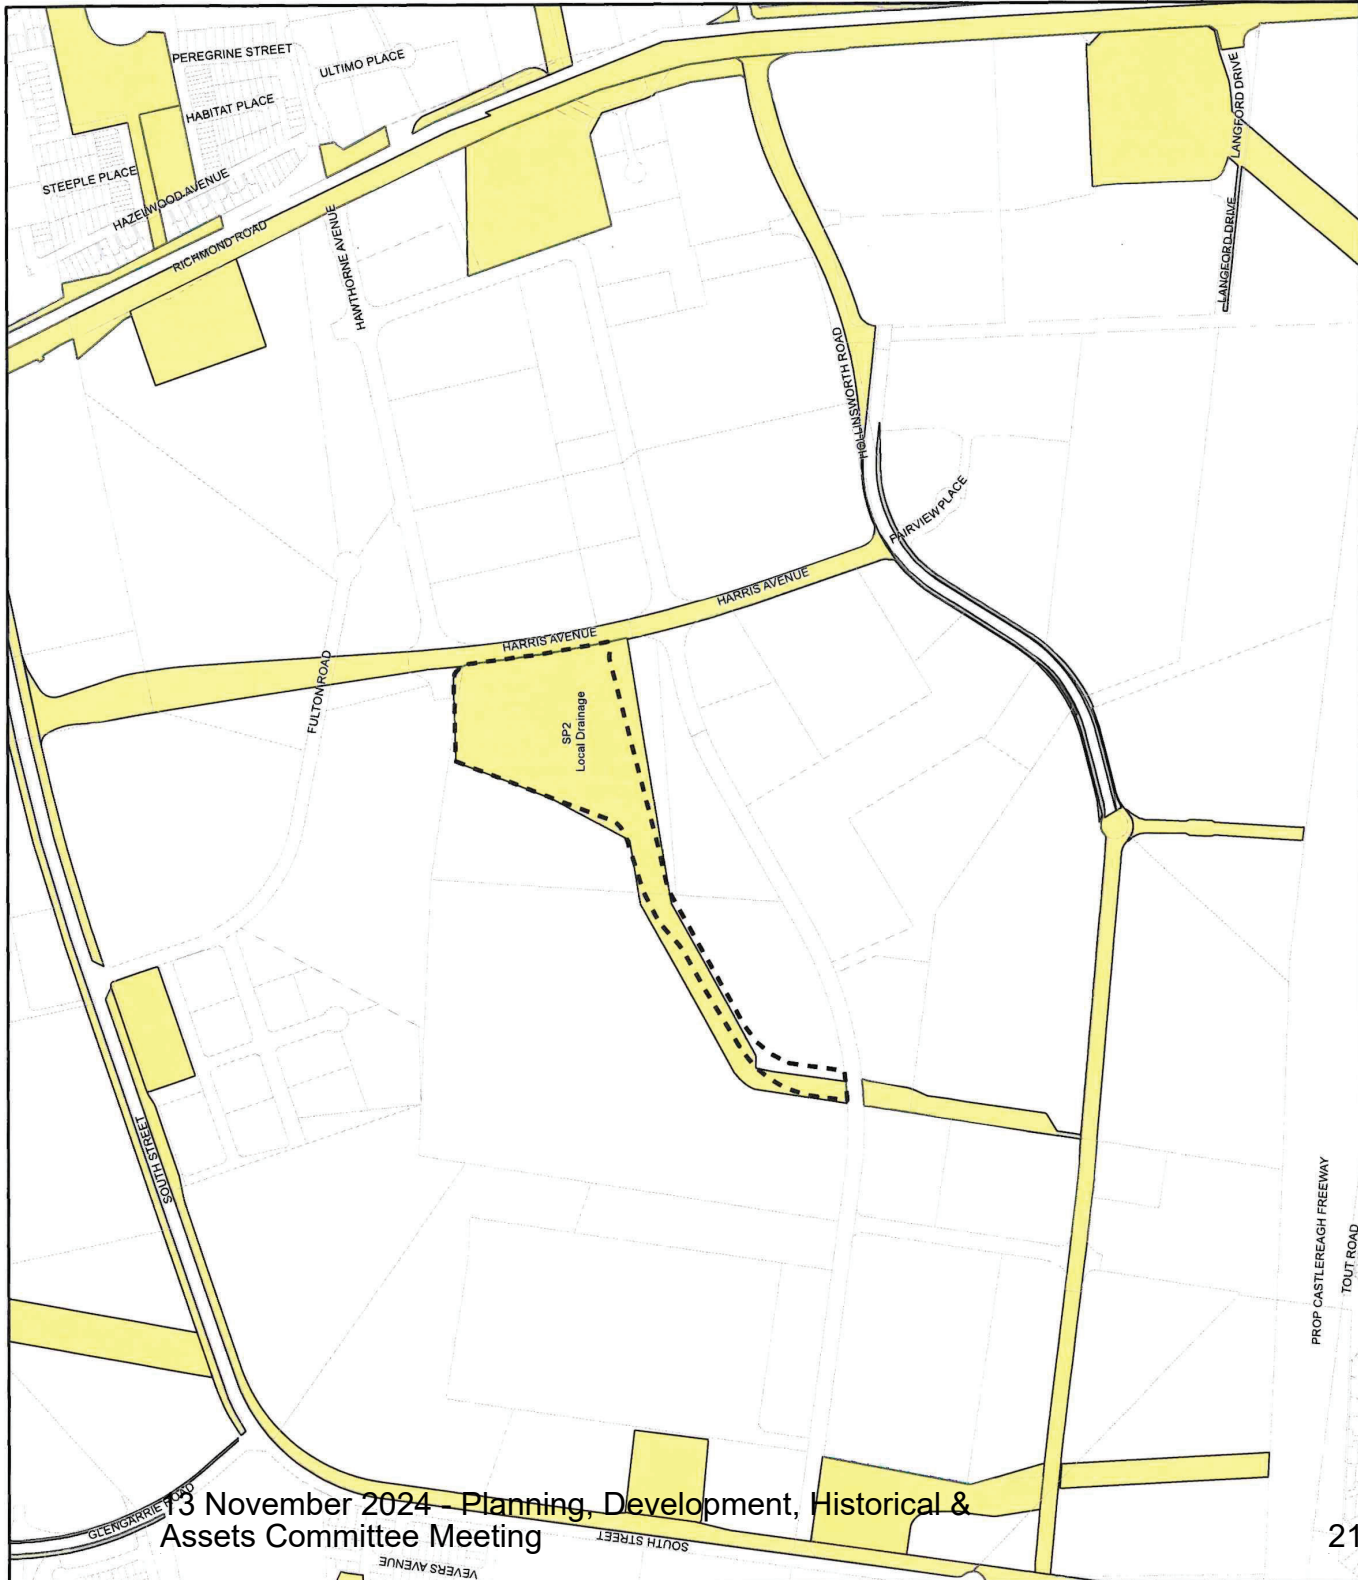 PEREGRINE STREET
ULTIMO PLACE
HABITAT PLACE
STEEPLE PLACE
HAZELWOOD AVENUE
RICHMOND ROAD
HAWTHORNE AVENUE
LANGFORD DRIVE
LANGFORD DRIVE
HOLLINSWORTH ROAD
FAIRVIEW PLACE
HARRIS AVENUE
HARRIS AVENUE
FULTON ROAD
SP2
Local Drainage
SOUTH STREET
PROP CASTLEREAGH FREEWAY
TOUT ROAD
GLENGARRIE ROAD
13 November 2024 - Planning, Development, Historical &
Assets Committee Meeting
SOUTH STREET
VEVERS AVENUE
21